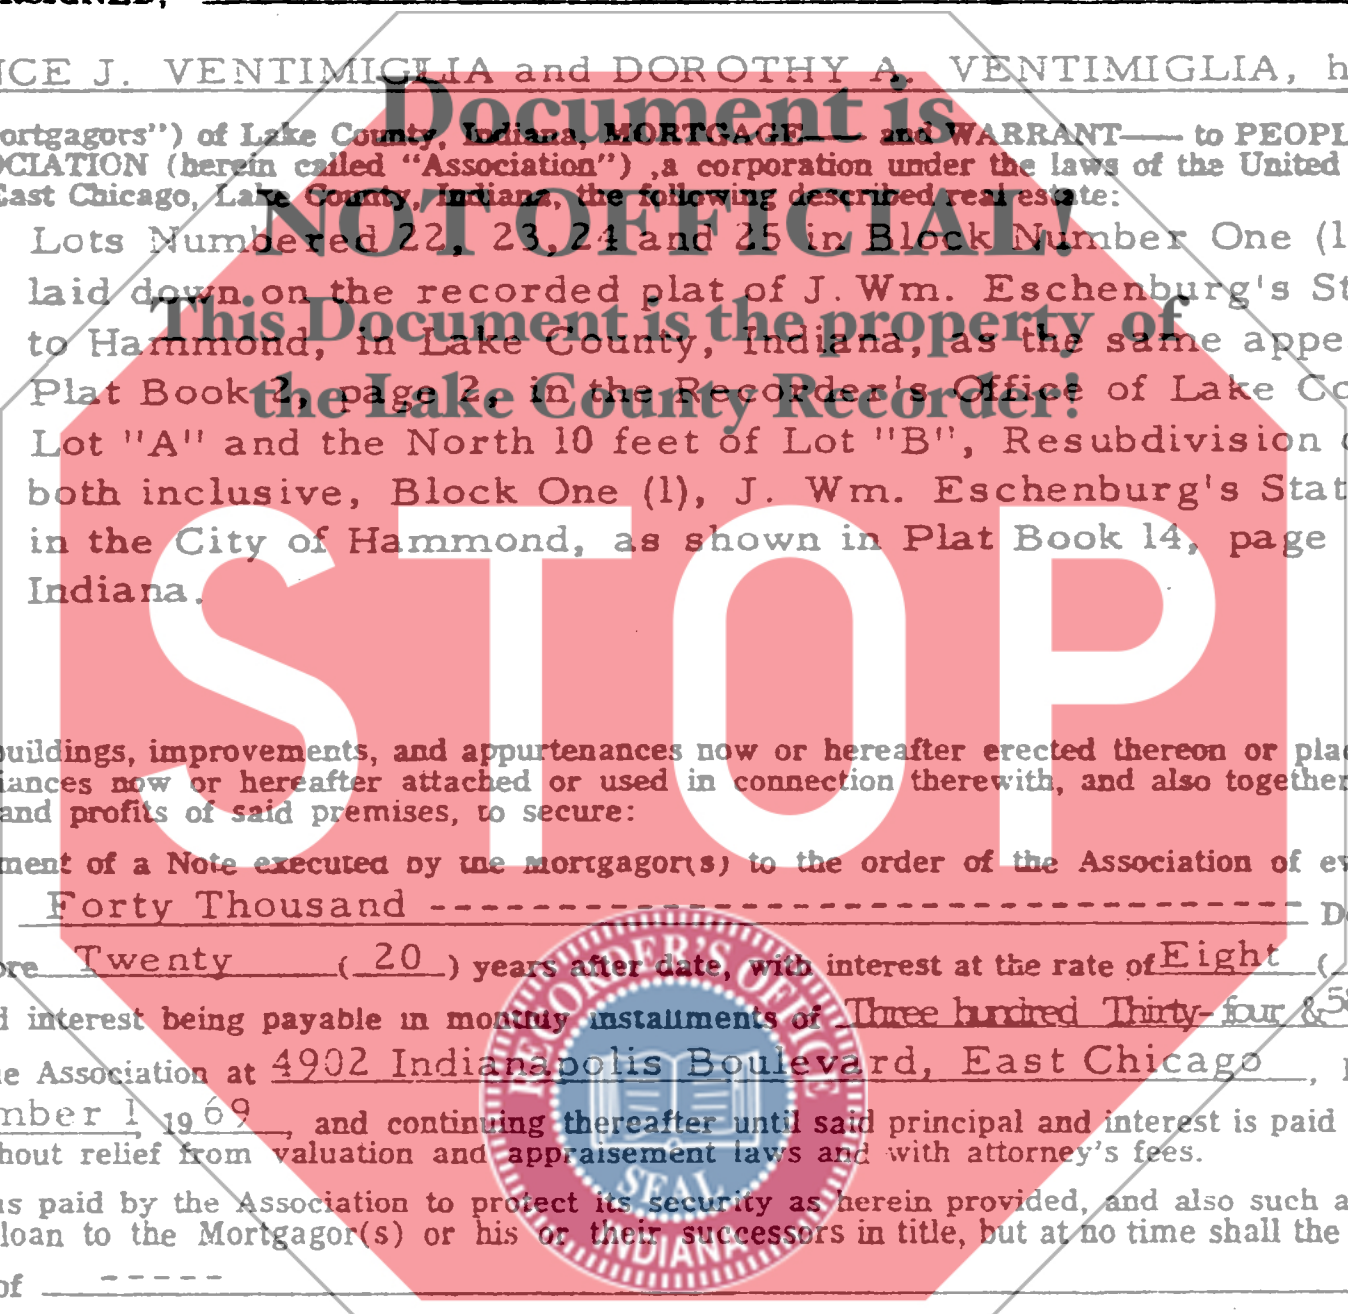 NCE J. VENTIMIGLIA and DOROTHY A. VENTIMIGLIA, h
Document is
ortgagors") of Lake County, Indiana, MORTGAGE— and WARRANT— to PEOPL
OCIATION (herein called "Association") ,a corporation under the laws of the United
East Chicago, Lake County, Indiana, the following described real estate:
NOT OFFICIAL!
Lots Numbered 22, 23, 24 and 25 in Block Number One (1
laid down on the recorded plat of J. Wm. Eschenburg's St
This Document is the property of
to Hammond, in Lake County, Indiana, as the same appe
Plat Book 2, page 2, in the Recorder's Office of Lake Co
the Lake County Recorder!
Lot "A" and the North 10 feet of Lot "B", Resubdivision
both inclusive, Block One (1), J. Wm. Eschenburg's Stat
in the City of Hammond, as shown in Plat Book 14, page
Indiana.
STOP
buildings, improvements, and appurtenances now or hereafter erected thereon or plac
iances now or hereafter attached or used in connection therewith, and also together
and profits of said premises, to secure:
ment of a Note executed by the mortgagor(s) to the order of the Association of ev
Forty Thousand ---------------------------- D
ore Twenty ( 20 ) years after date, with interest at the rate of Eight (
d interest being payable in monthly installments of Three hundred Thirty-four & 58
e Association at 4902 Indianapolis Boulevard, East Chicago ,
mber 1 1969 , and continuing thereafter until said principal and interest is paid
hout relief from valuation and appraisement laws and with attorney's fees.
ns paid by the Association to protect its security as herein provided, and also such a
loan to the Mortgagor(s) or his or their successors in title, but at no time shall the
of -----
RECORDER'S OFFICE
SEAL
INDIANA